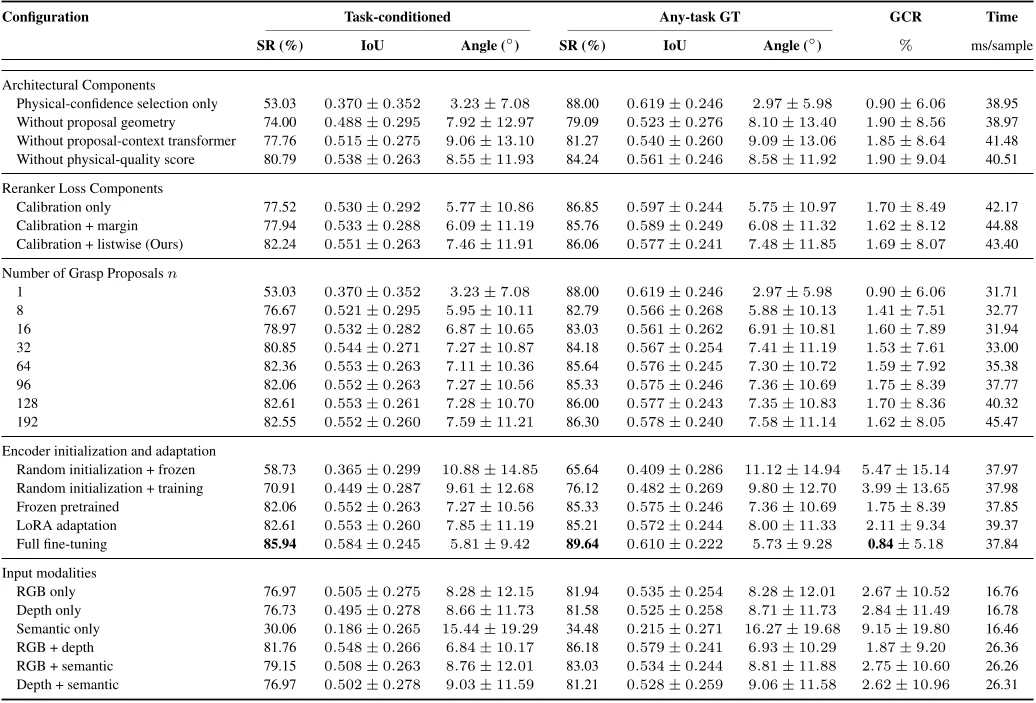 Configuration Task-conditioned Any-task GT GCR Time
SR (%) IoU Angle (°) SR (%) IoU Angle (°) % ms/sample
Architectural Components
Physical-confidence selection only 53.03 0.370 ± 0.352 3.23 ± 7.08 88.00 0.619 ± 0.246 2.97 ± 5.98 0.90 ± 6.06 38.95
Without proposal geometry 74.00 0.488 ± 0.295 7.92 ± 12.97 79.09 0.523 ± 0.276 8.10 ± 13.40 1.90 ± 8.56 38.97
Without proposal-context transformer 77.76 0.515 ± 0.275 9.06 ± 13.10 81.27 0.540 ± 0.260 9.09 ± 13.06 1.85 ± 8.64 41.48
Without physical-quality score 80.79 0.538 ± 0.263 8.55 ± 11.93 84.24 0.561 ± 0.246 8.58 ± 11.92 1.90 ± 9.04 40.51
Reranker Loss Components
Calibration only 77.52 0.530 ± 0.292 5.77 ± 10.86 86.85 0.597 ± 0.244 5.75 ± 10.97 1.70 ± 8.49 42.17
Calibration + margin 77.94 0.533 ± 0.288 6.09 ± 11.19 85.76 0.589 ± 0.249 6.08 ± 11.32 1.62 ± 8.12 44.88
Calibration + listwise (Ours) 82.24 0.551 ± 0.263 7.46 ± 11.91 86.06 0.577 ± 0.241 7.48 ± 11.85 1.69 ± 8.07 43.40
Number of Grasp Proposals n
1 53.03 0.370 ± 0.352 3.23 ± 7.08 88.00 0.619 ± 0.246 2.97 ± 5.98 0.90 ± 6.06 31.71
8 76.67 0.521 ± 0.295 5.95 ± 10.11 82.79 0.566 ± 0.268 5.88 ± 10.13 1.41 ± 7.51 32.77
16 78.97 0.532 ± 0.282 6.87 ± 10.65 83.03 0.561 ± 0.262 6.91 ± 10.81 1.60 ± 7.89 31.94
32 80.85 0.544 ± 0.271 7.27 ± 10.87 84.18 0.567 ± 0.254 7.41 ± 11.19 1.53 ± 7.61 33.00
64 82.36 0.553 ± 0.263 7.11 ± 10.36 85.64 0.576 ± 0.245 7.30 ± 10.72 1.59 ± 7.92 35.38
96 82.06 0.552 ± 0.263 7.27 ± 10.56 85.33 0.575 ± 0.246 7.36 ± 10.69 1.75 ± 8.39 37.77
128 82.61 0.553 ± 0.261 7.28 ± 10.70 86.00 0.577 ± 0.243 7.35 ± 10.83 1.70 ± 8.36 40.32
192 82.55 0.552 ± 0.260 7.59 ± 11.21 86.30 0.578 ± 0.240 7.58 ± 11.14 1.62 ± 8.05 45.47
Encoder initialization and adaptation
Random initialization + frozen 58.73 0.365 ± 0.299 10.88 ± 14.85 65.64 0.409 ± 0.286 11.12 ± 14.94 5.47 ± 15.14 37.97
Random initialization + training 70.91 0.449 ± 0.287 9.61 ± 12.68 76.12 0.482 ± 0.269 9.80 ± 12.70 3.99 ± 13.65 37.98
Frozen pretrained 82.06 0.552 ± 0.263 7.27 ± 10.56 85.33 0.575 ± 0.246 7.36 ± 10.69 1.75 ± 8.39 37.85
LoRA adaptation 82.61 0.553 ± 0.260 7.85 ± 11.19 85.21 0.572 ± 0.244 8.00 ± 11.33 2.11 ± 9.34 39.37
Full fine-tuning 85.94 0.584 ± 0.245 5.81 ± 9.42 89.64 0.610 ± 0.222 5.73 ± 9.28 0.84 ± 5.18 37.84
Input modalities
RGB only 76.97 0.505 ± 0.275 8.28 ± 12.15 81.94 0.535 ± 0.254 8.28 ± 12.01 2.67 ± 10.52 16.76
Depth only 76.73 0.495 ± 0.278 8.66 ± 11.73 81.58 0.525 ± 0.258 8.71 ± 11.73 2.84 ± 11.49 16.78
Semantic only 30.06 0.186 ± 0.265 15.44 ± 19.29 34.48 0.215 ± 0.271 16.27 ± 19.68 9.15 ± 19.80 16.46
RGB + depth 81.76 0.548 ± 0.266 6.84 ± 10.17 86.18 0.579 ± 0.241 6.93 ± 10.29 1.87 ± 9.20 26.36
RGB + semantic 79.15 0.508 ± 0.263 8.76 ± 12.01 83.03 0.534 ± 0.244 8.81 ± 11.88 2.75 ± 10.60 26.26
Depth + semantic 76.97 0.502 ± 0.278 9.03 ± 11.59 81.21 0.528 ± 0.259 9.06 ± 11.58 2.62 ± 10.96 26.31